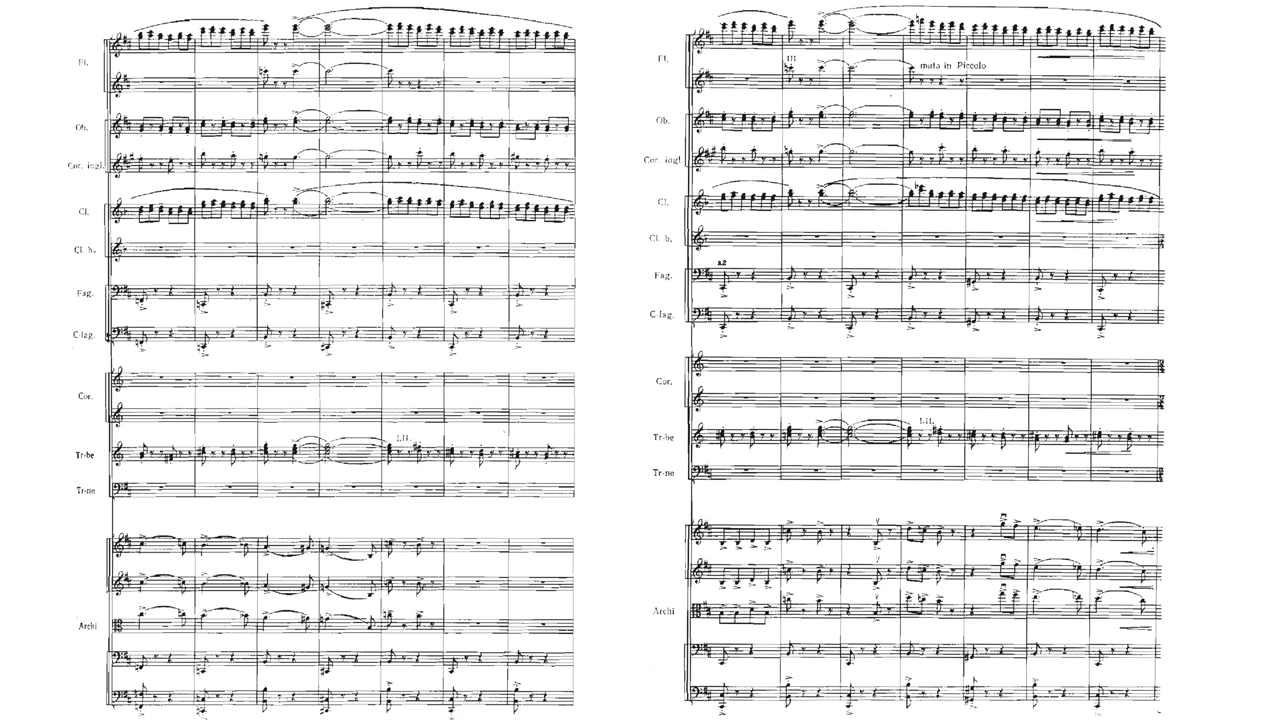 Fl.
Ob.
Cor. ingl.
Cl.
Cl. b.
Fag.
C-fag.
Cor.
Tr-be
I.II.
Tr-ne
Archi
Fl.
III
muta in Piccolo
Ob.
Cor. ingl
Cl.
Cl. b.
a2
Fag.
C-fag.
Cor.
I.II.
Tr-be
Tr-ne
Archi